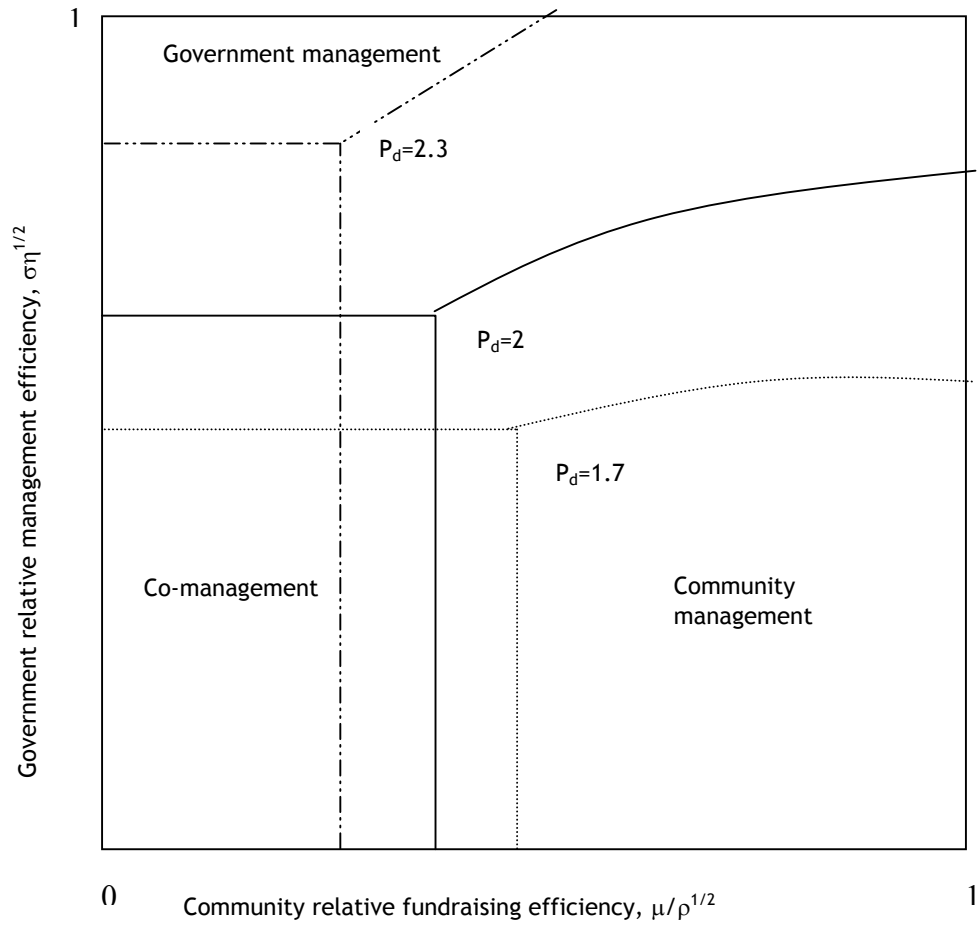 1
Government management
P_d=2.3
Government relative management efficiency, ση^{1/2}
P_d=2
P_d=1.7
Co-management
Community
management
0
1
Community relative fundraising efficiency, μ/ρ^{1/2}